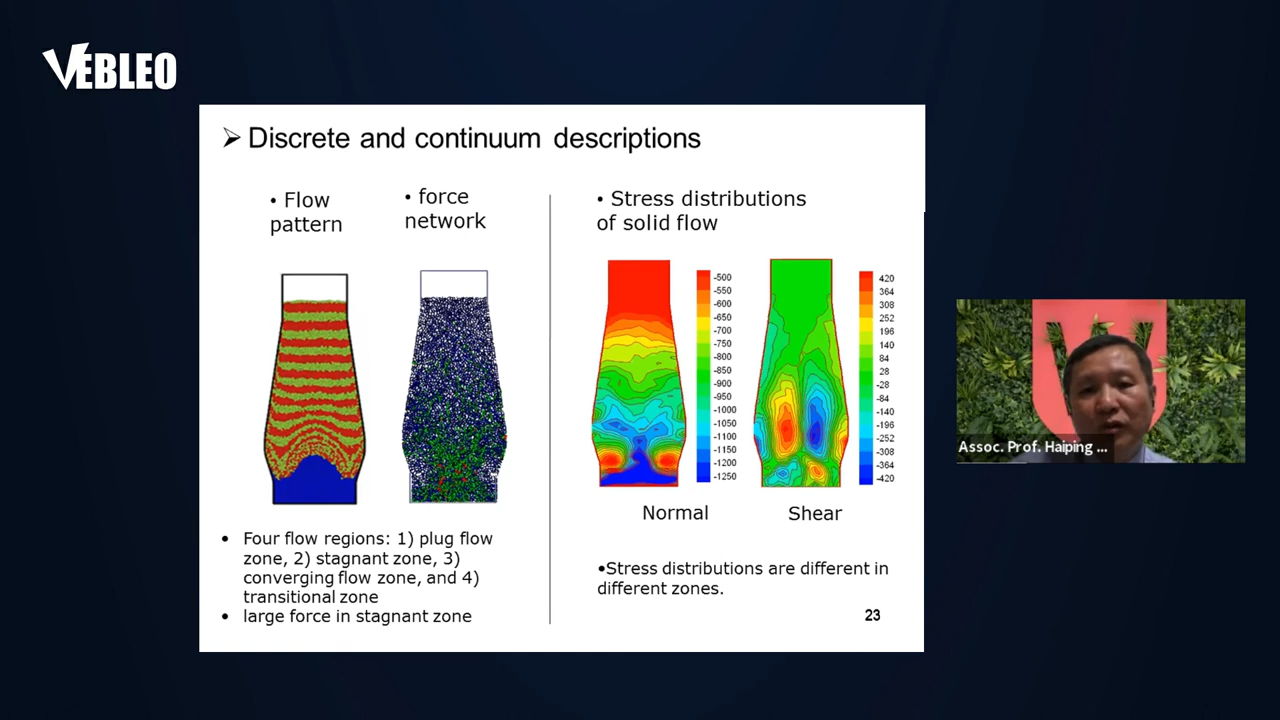 VEBLEO
➢ Discrete and continuum descriptions
• Flow
pattern
• force
network
• Stress distributions
of solid flow
-500
-550
-600
-650
-700
-750
-800
-850
-900
-950
-1000
-1050
-1100
-1150
-1200
-1250
420
364
308
252
196
140
84
28
-28
-84
-140
-196
-252
-308
-364
-420
Normal
Shear
• Four flow regions: 1) plug flow
zone, 2) stagnant zone, 3)
converging flow zone, and 4)
transitional zone
• large force in stagnant zone
•Stress distributions are different in
different zones.
23
Assoc. Prof. Haiping ...